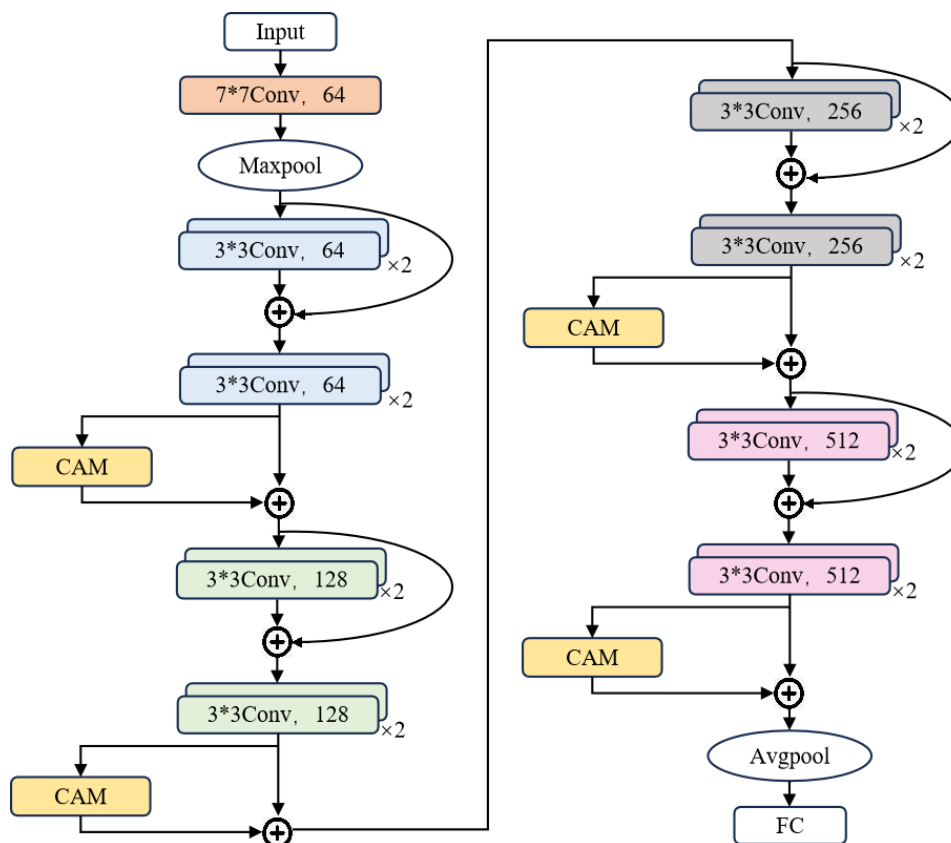 Input
7*7Conv, 64
Maxpool
3*3Conv, 64
×2
3*3Conv, 64
×2
CAM
3*3Conv, 128
×2
3*3Conv, 128
×2
CAM
3*3Conv, 256
×2
3*3Conv, 256
×2
CAM
3*3Conv, 512
×2
3*3Conv, 512
×2
CAM
Avgpool
FC